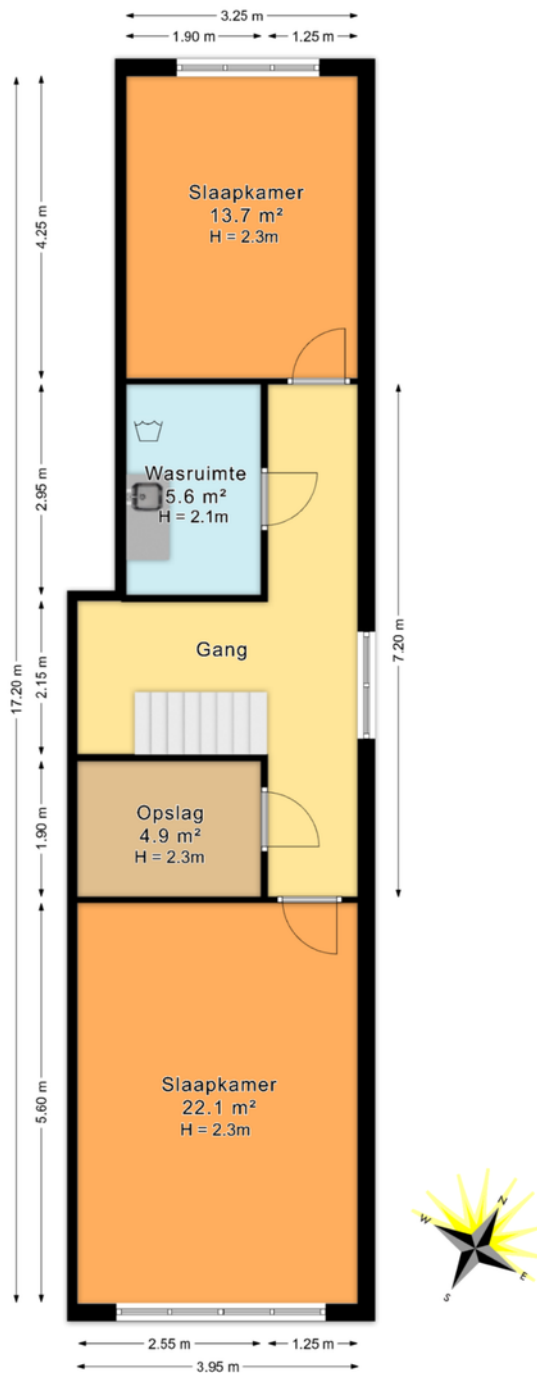 3.25 m
1.90 m
1.25 m
Slaapkamer
13.7 m²
H = 2.3m
4.25 m
Wasruimte
5.6 m²
H = 2.1m
2.95 m
Gang
2.15 m
7.20 m
17.20 m
Opslag
4.9 m²
H = 2.3m
1.90 m
Slaapkamer
22.1 m²
H = 2.3m
5.60 m
N
W
E
S
2.55 m
1.25 m
3.95 m